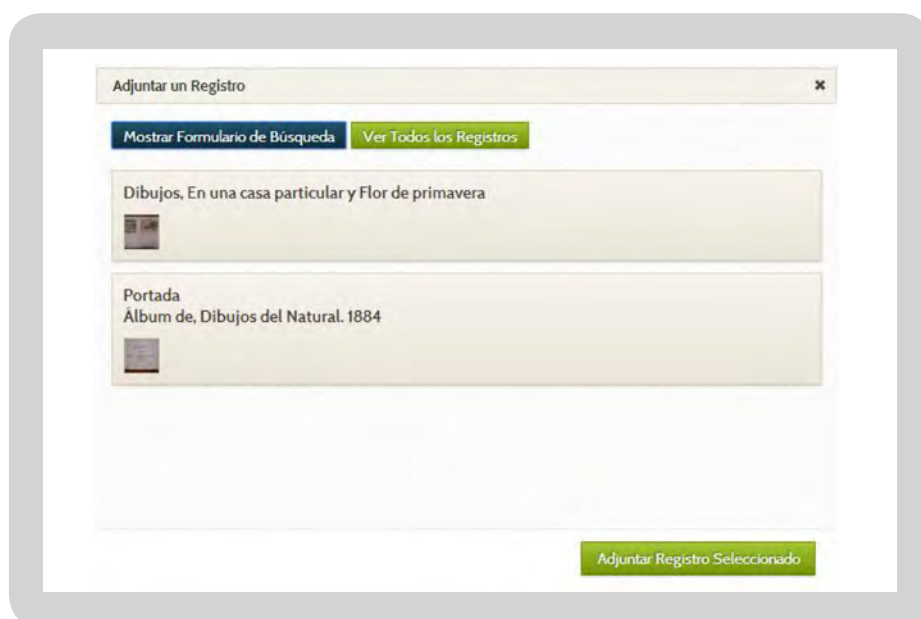 Adjuntar un Registro ×
Mostrar Formulario de Búsqueda Ver Todos los Registros
Dibujos, En una casa particular y Flor de primavera
Portada
Álbum de, Dibujos del Natural. 1884
Adjuntar Registro Seleccionado